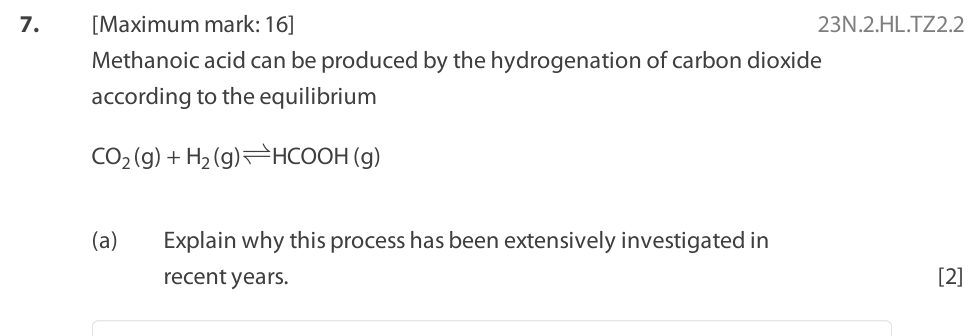 7. [Maximum mark: 16] 23N.2.HL.TZ2.2
Methanoic acid can be produced by the hydrogenation of carbon dioxide
according to the equilibrium
CO₂ (g) + H₂ (g)⇌HCOOH (g)
(a) Explain why this process has been extensively investigated in
recent years. [2]